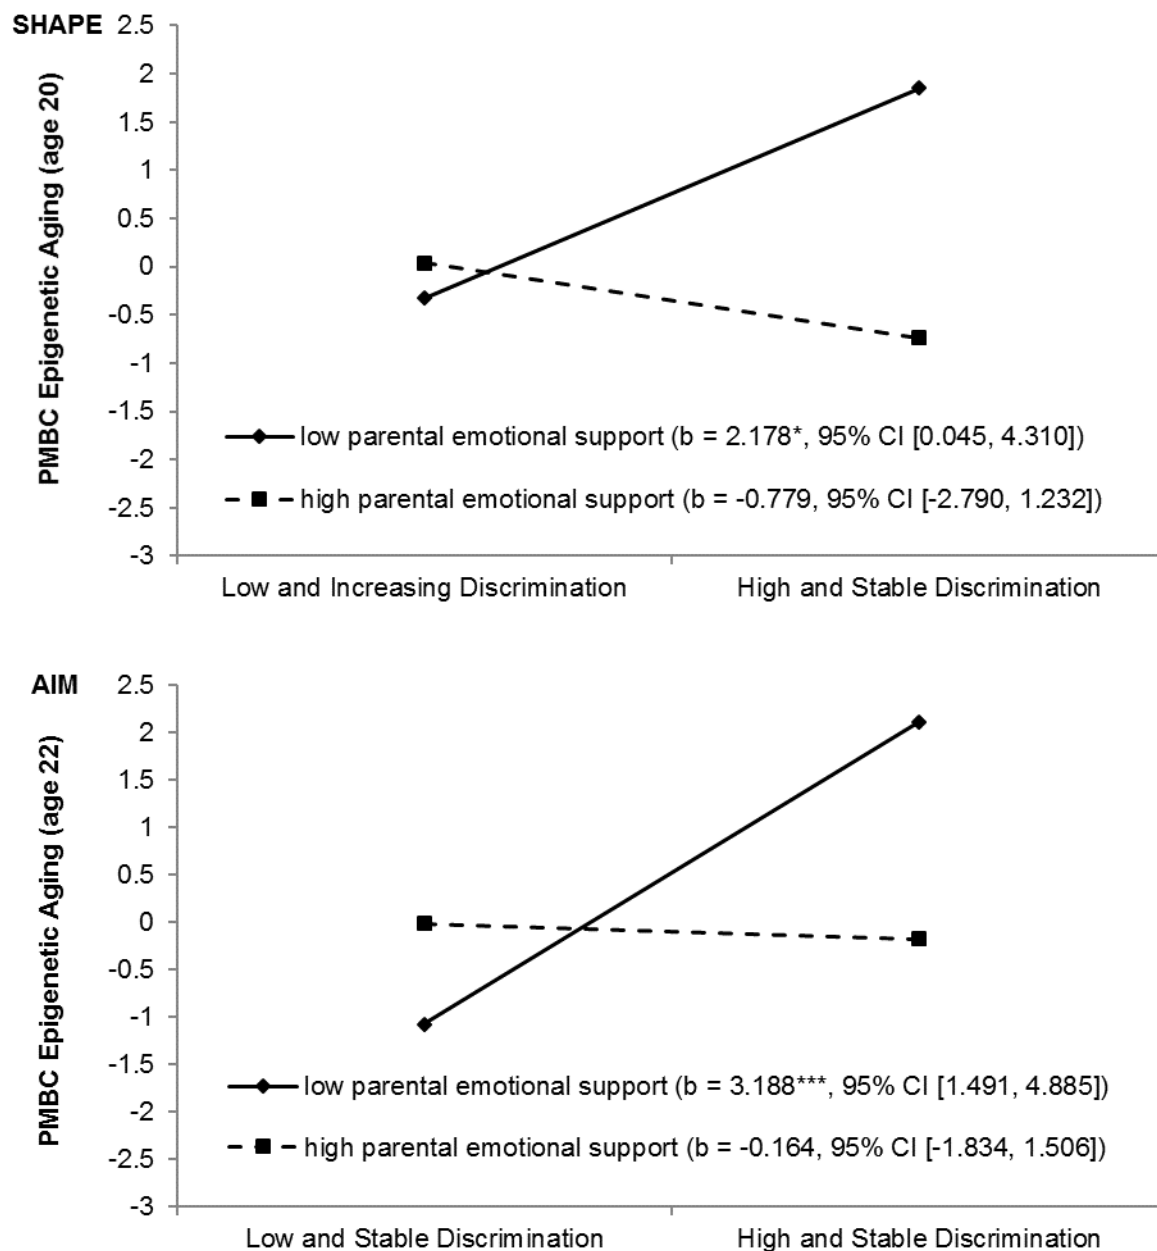 SHAPE
PMBC Epigenetic Aging (age 20)
2.5
2
1.5
1
0.5
0
-0.5
-1
-1.5
-2
-2.5
-3
low parental emotional support (b = 2.178*, 95% CI [0.045, 4.310])
high parental emotional support (b = -0.779, 95% CI [-2.790, 1.232])
Low and Increasing Discrimination
High and Stable Discrimination
AIM
PMBC Epigenetic Aging (age 22)
2.5
2
1.5
1
0.5
0
-0.5
-1
-1.5
-2
-2.5
-3
low parental emotional support (b = 3.188***, 95% CI [1.491, 4.885])
high parental emotional support (b = -0.164, 95% CI [-1.834, 1.506])
Low and Stable Discrimination
High and Stable Discrimination